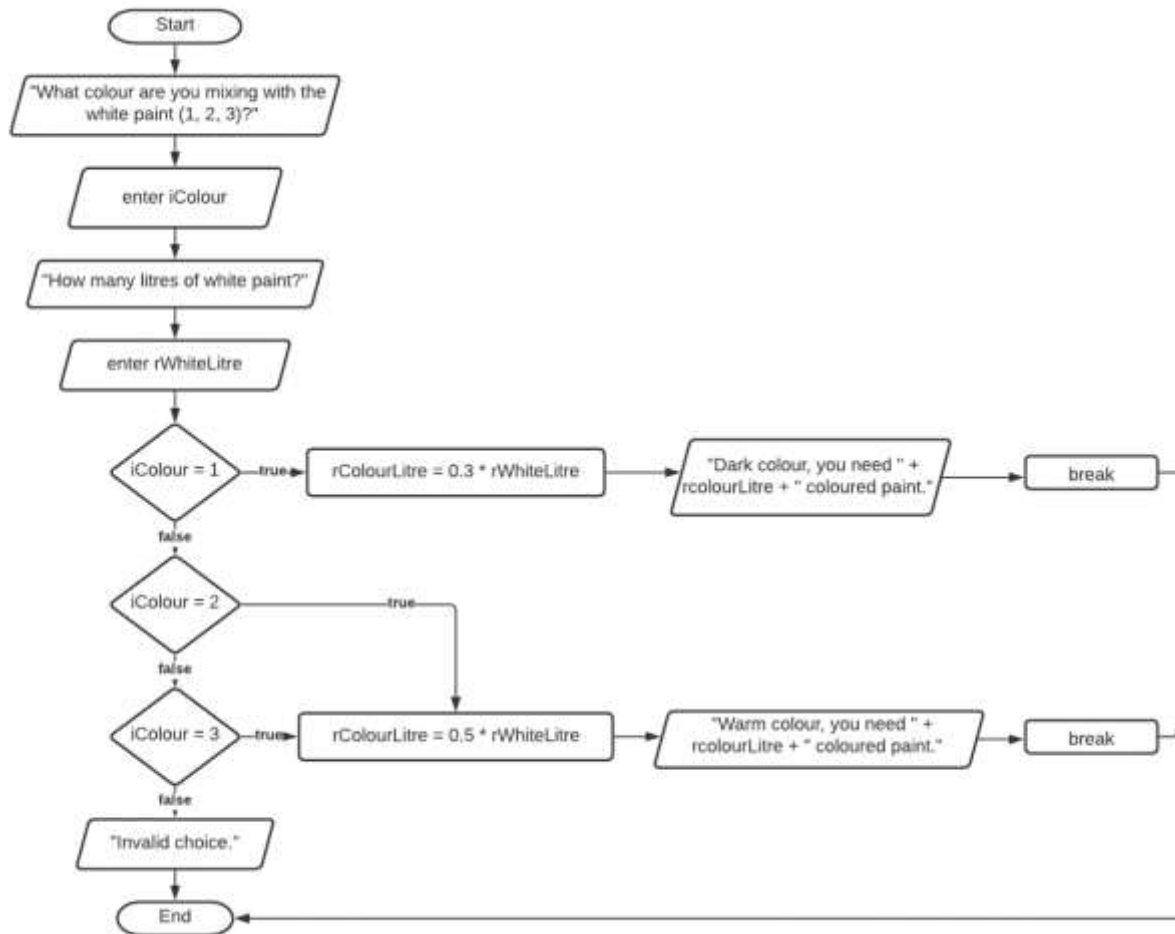 Start
"What colour are you mixing with the
white paint (1, 2, 3)?"
enter iColour
"How many litres of white paint?"
enter rWhiteLitre
iColour = 1
true
rColourLitre = 0.3 * rWhiteLitre
"Dark colour, you need " +
rcolourLitre + " coloured paint."
break
false
iColour = 2
true
false
iColour = 3
true
rColourLitre = 0.5 * rWhiteLitre
"Warm colour, you need " +
rcolourLitre + " coloured paint."
break
false
"Invalid choice."
End